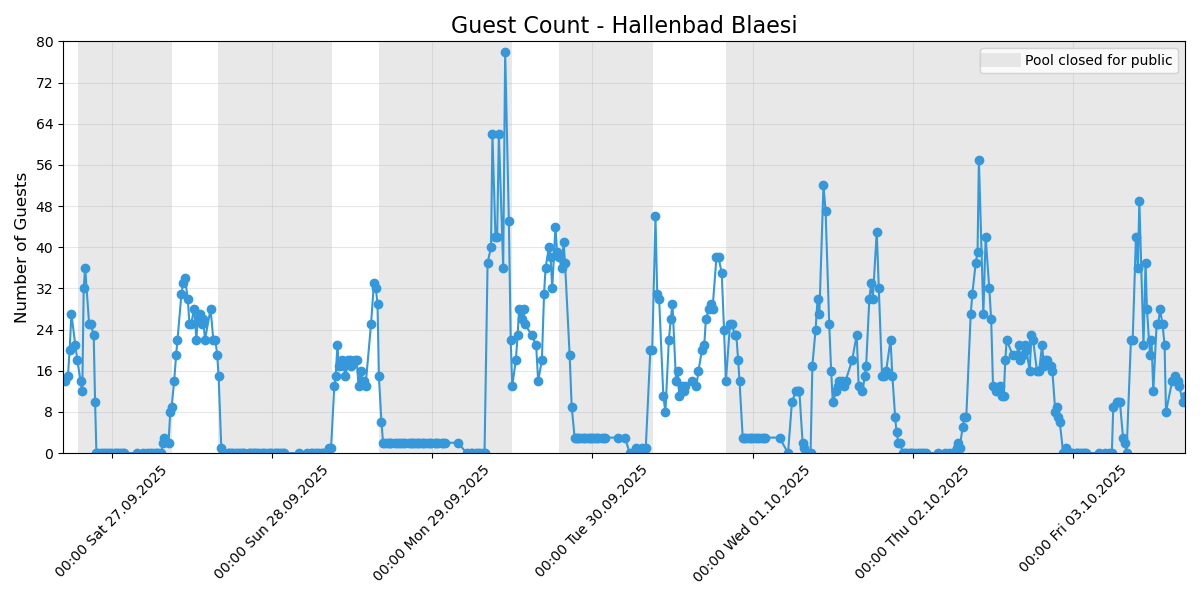 Guest Count - Hallenbad Blaesi
Pool closed for public
Number of Guests
80
72
64
56
48
40
32
24
16
8
0
00:00 Sat 27.09.2025
00:00 Sun 28.09.2025
00:00 Mon 29.09.2025
00:00 Tue 30.09.2025
00:00 Wed 01.10.2025
00:00 Thu 02.10.2025
00:00 Fri 03.10.2025